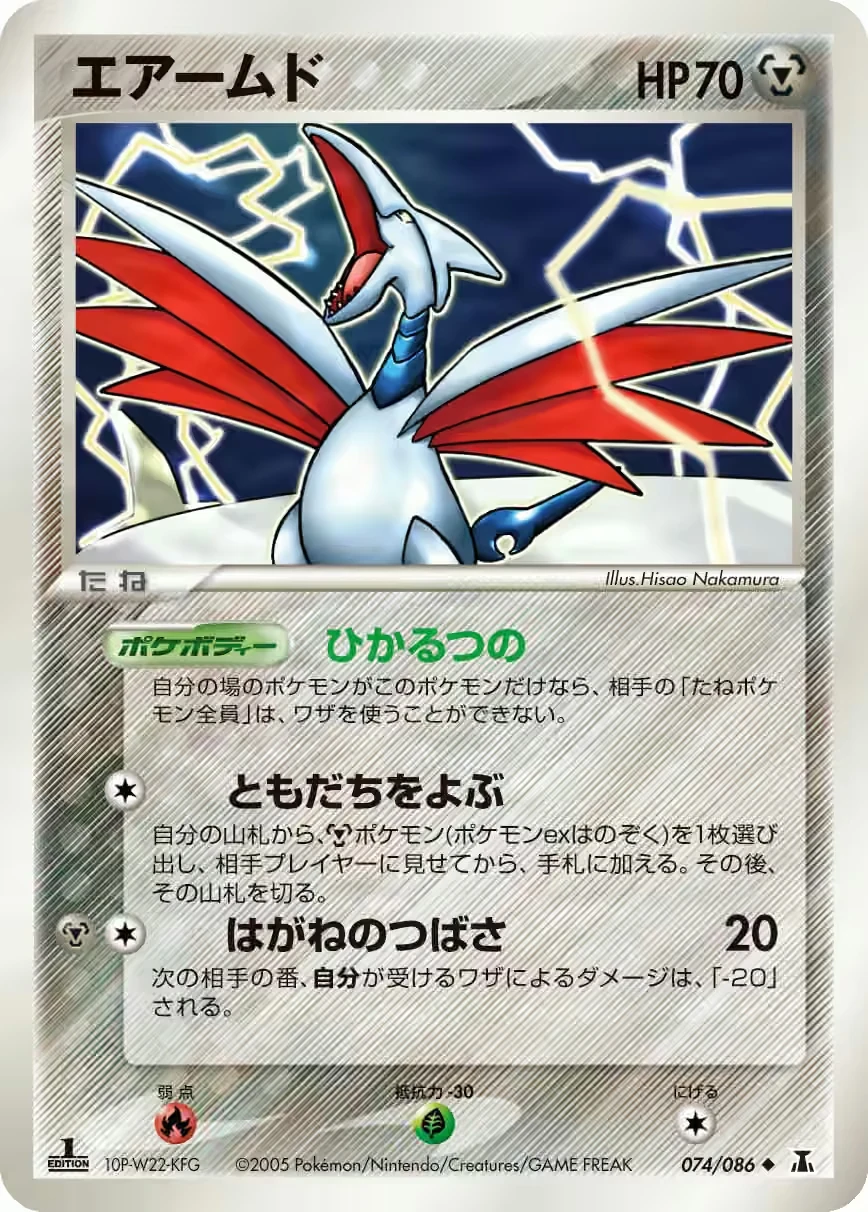 エアームド HP70
たね Illus.Hisao Nakamura
ポケボディー ひかるつの
自分の場のポケモンがこのポケモンだけなら、相手の「たねポケ
モン全員」は、ワザを使うことができない。
ともだちをよぶ
自分の山札から、ポケモン(ポケモンexはのぞく)を1枚選び
出し、相手プレイヤーに見せてから、手札に加える。その後、
その山札を切る。
はがねのつばさ 20
次の相手の番、自分が受けるワザによるダメージは、「-20」
される。
弱点 抵抗力 -30 にげる
1 EDITION 10P-W22-KFG ©2005 Pokémon/Nintendo/Creatures/GAME FREAK 074/086 ◆